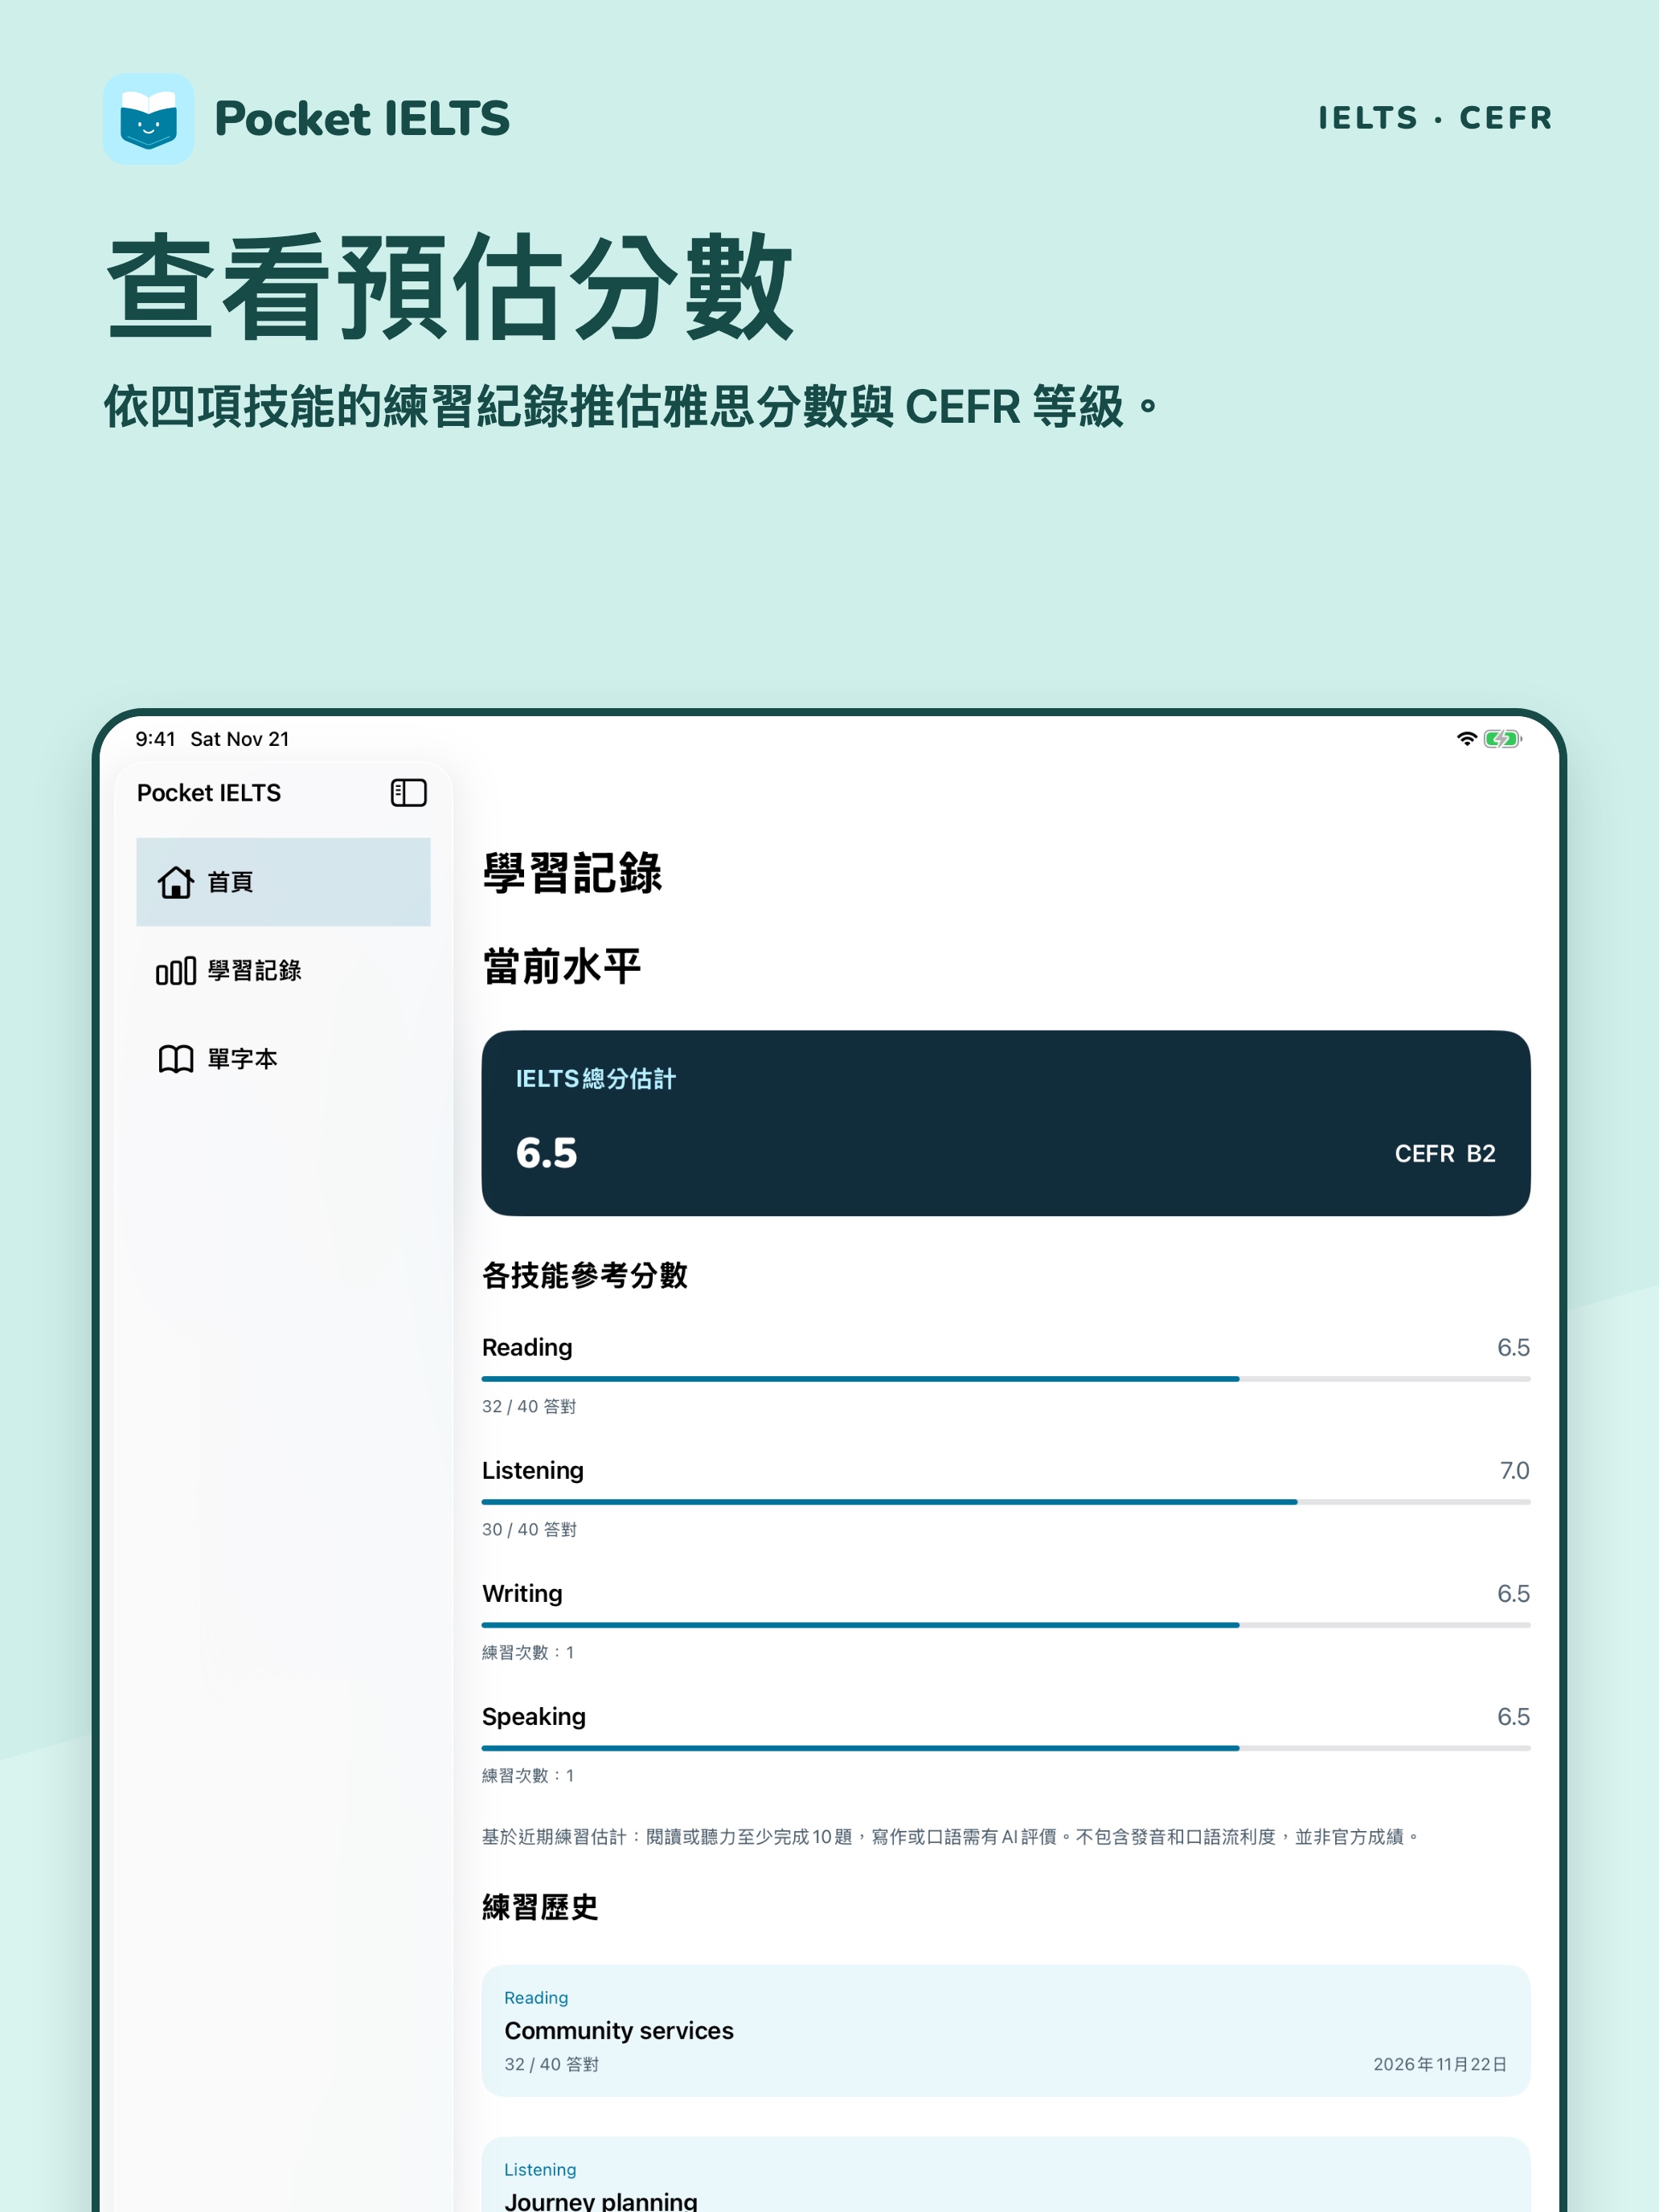 Pocket IELTS
IELTS · CEFR
查看預估分數
依四項技能的練習紀錄推估雅思分數與 CEFR 等級。
9:41 Sat Nov 21
Pocket IELTS
首頁
學習記錄
單字本
學習記錄
當前水平
IELTS總分估計
6.5
CEFR B2
各技能參考分數
Reading 6.5
32 / 40 答對
Listening 7.0
30 / 40 答對
Writing 6.5
練習次數：1
Speaking 6.5
練習次數：1
基於近期練習估計：閱讀或聽力至少完成10題，寫作或口語需有AI評價。不包含發音和口語流利度，並非官方成績。
練習歷史
Reading
Community services
32 / 40 答對 2026年11月22日
Listening
Journey planning